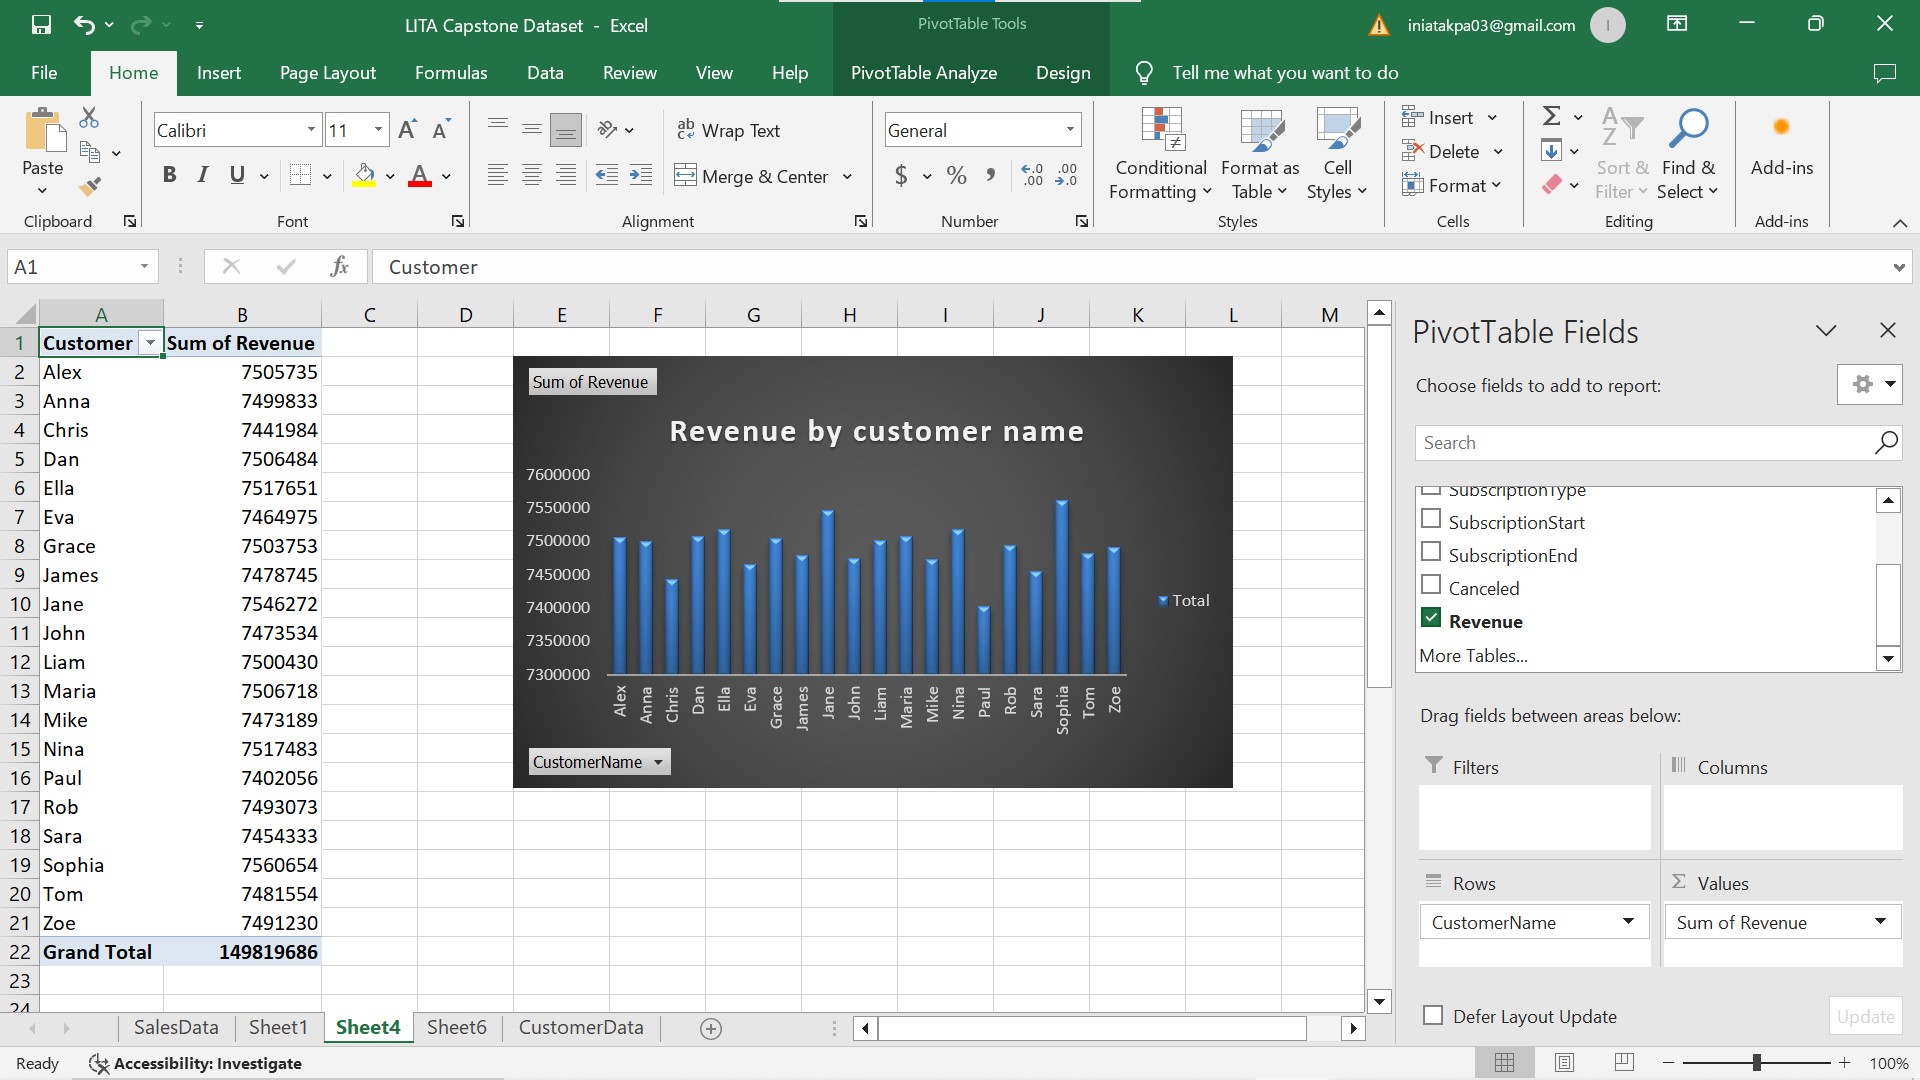 LITA Capstone Dataset - Excel
PivotTable Tools
iniatakpa03@gmail.com
I
File
Home
Insert
Page Layout
Formulas
Data
Review
View
Help
PivotTable Analyze
Design
Tell me what you want to do
Paste
Clipboard
Calibri
11
B I U
Font
Wrap Text
Merge & Center
Alignment
General
$ % ,
Number
Conditional Formatting
Format as Table
Cell Styles
Styles
Insert
Delete
Format
Cells
Sort & Filter
Find & Select
Editing
Add-ins
Add-ins
A1
fx
Customer
A B C D E F G H I J K L M
1 Customer Sum of Revenue
2 Alex 7505735
3 Anna 7499833
4 Chris 7441984
5 Dan 7506484
6 Ella 7517651
7 Eva 7464975
8 Grace 7503753
9 James 7478745
10 Jane 7546272
11 John 7473534
12 Liam 7500430
13 Maria 7506718
14 Mike 7473189
15 Nina 7517483
16 Paul 7402056
17 Rob 7493073
18 Sara 7454333
19 Sophia 7560654
20 Tom 7481554
21 Zoe 7491230
22 Grand Total 149819686
23
24
Sum of Revenue
Revenue by customer name
7600000
7550000
7500000
7450000
7400000
7350000
7300000
Alex Anna Chris Dan Ella Eva Grace James Jane John Liam Maria Mike Nina Paul Rob Sara Sophia Tom Zoe
Total
CustomerName
PivotTable Fields
Choose fields to add to report:
Search
SubscriptionType
SubscriptionStart
SubscriptionEnd
Canceled
Revenue
More Tables...
Drag fields between areas below:
Filters
Columns
Rows
Σ Values
CustomerName
Sum of Revenue
Defer Layout Update
Update
SalesData
Sheet1
Sheet4
Sheet6
CustomerData
Ready
Accessibility: Investigate
100%